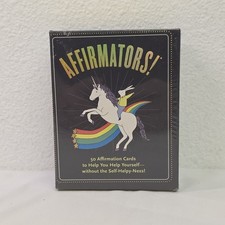 AFFIRMATORS!
50 Affirmation Cards
to Help You Help Yourself—
without the Self-Helpy-Ness!